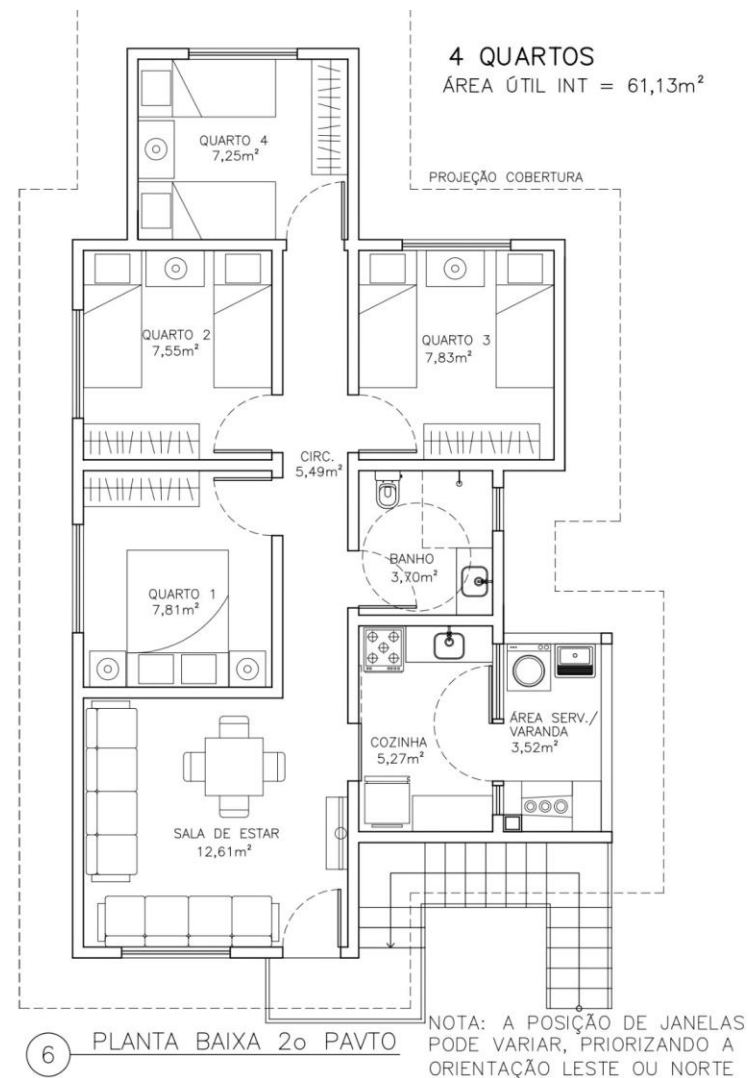 4 QUARTOS
ÁREA ÚTIL INT = 61,13m²
QUARTO 4
7,25m²
PROJEÇÃO COBERTURA
QUARTO 2
7,55m²
QUARTO 3
7,83m²
CIRC.
5,49m²
BANHO
3,70m²
QUARTO 1
7,81m²
ÁREA SERV./
VARANDA
3,52m²
COZINHA
5,27m²
SALA DE ESTAR
12,61m²
6
PLANTA BAIXA 2o PAVTO
NOTA: A POSIÇÃO DE JANELAS
PODE VARIAR, PRIORIZANDO A
ORIENTAÇÃO LESTE OU NORTE